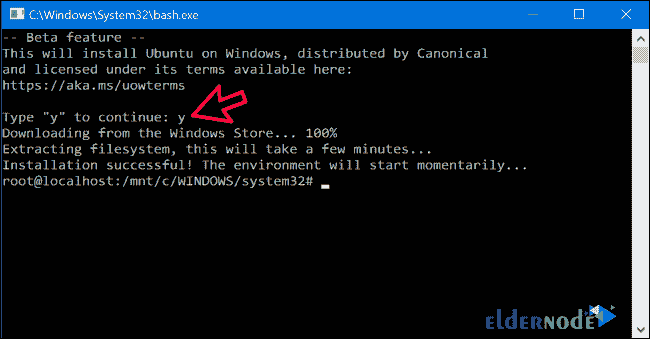 C:\Windows\System32\bash.exe
-- Beta feature --
This will install Ubuntu on Windows, distributed by Canonical
and licensed under its terms available here:
https://aka.ms/uowterms
Type "y" to continue: y
Downloading from the Windows Store... 100%
Extracting filesystem, this will take a few minutes...
Installation successful! The environment will start momentarily...
root@localhost:/mnt/c/WINDOWS/system32#
ELDERNODE